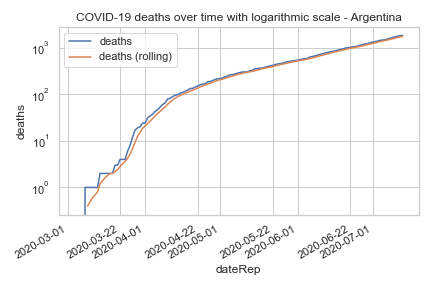 COVID-19 deaths over time with logarithmic scale - Argentina
deaths
deaths (rolling)
deaths
10³
10²
10¹
10⁰
2020-03-01
2020-03-22
2020-04-01
2020-04-22
2020-05-01
2020-05-22
2020-06-01
2020-06-22
2020-07-01
dateRep